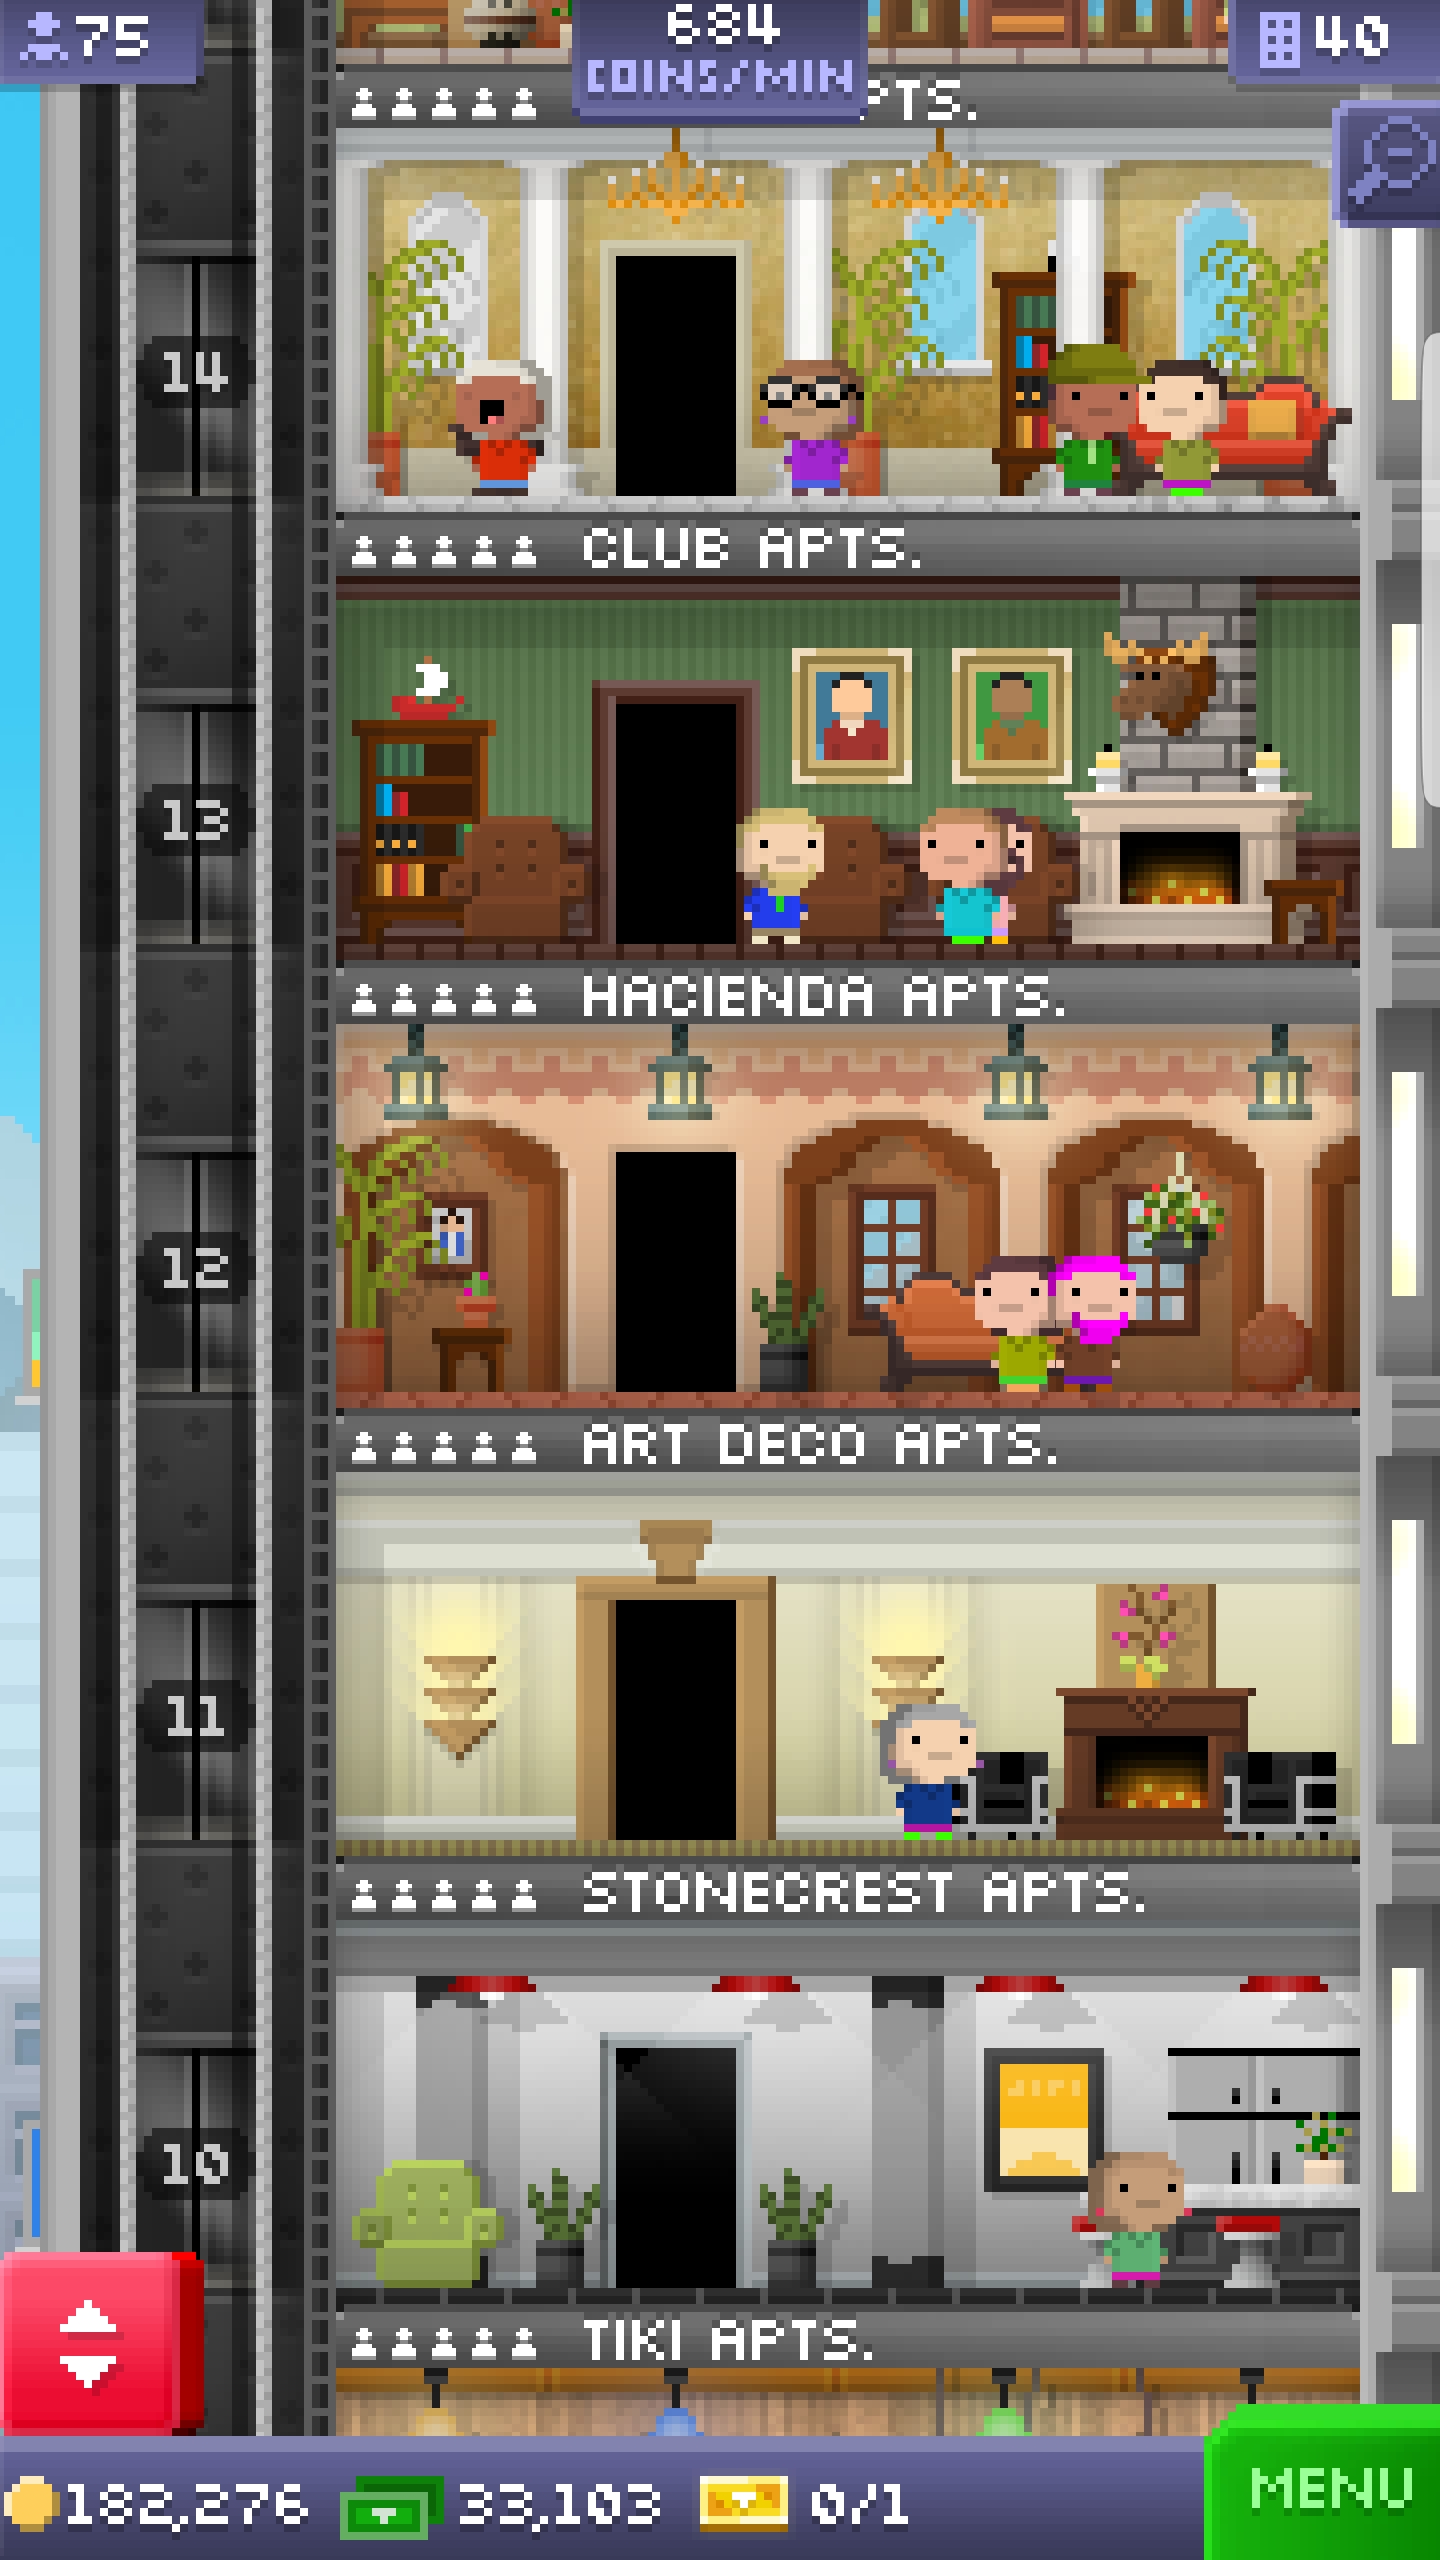 75
684
COINS/MIN
40
PTS.
14
CLUB APTS.
13
HACIENDA APTS.
12
ART DECO APTS.
11
STONECREST APTS.
10
TIKI APTS.
182,276
33,103
0/1
MENU